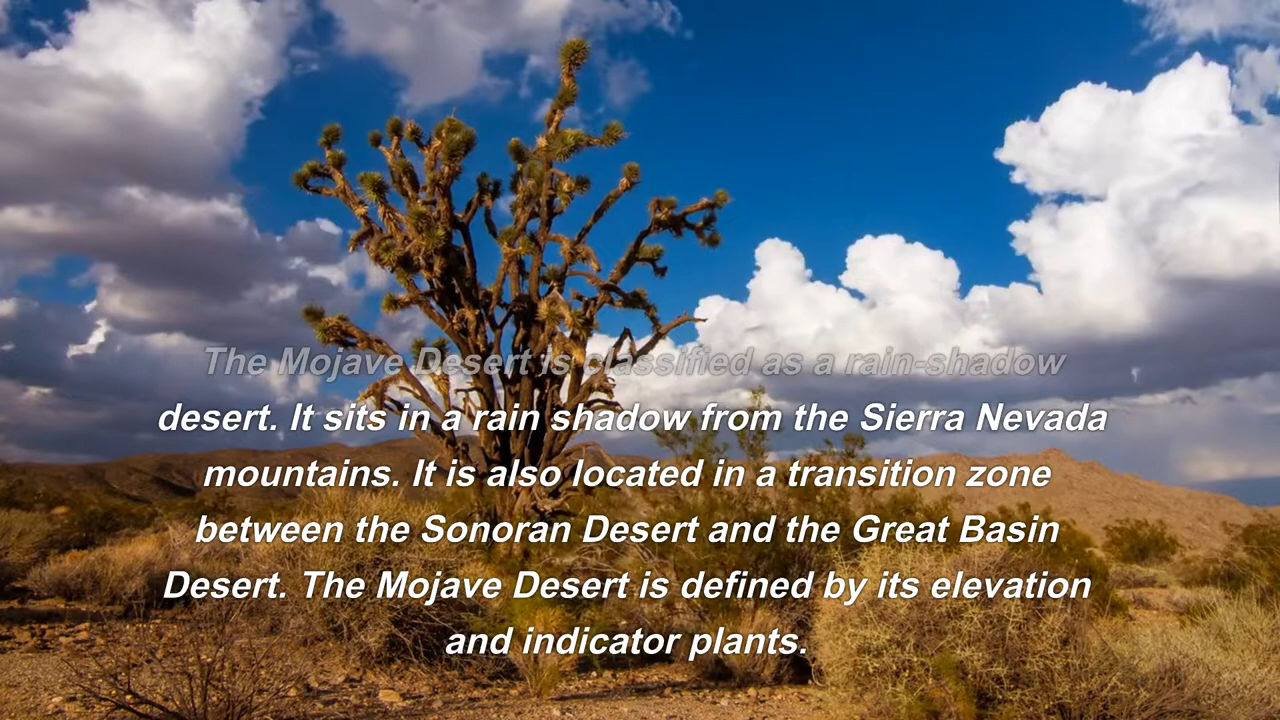 The Mojave Desert is classified as a rain-shadow
desert. It sits in a rain shadow from the Sierra Nevada
mountains. It is also located in a transition zone
between the Sonoran Desert and the Great Basin
Desert. The Mojave Desert is defined by its elevation
and indicator plants.